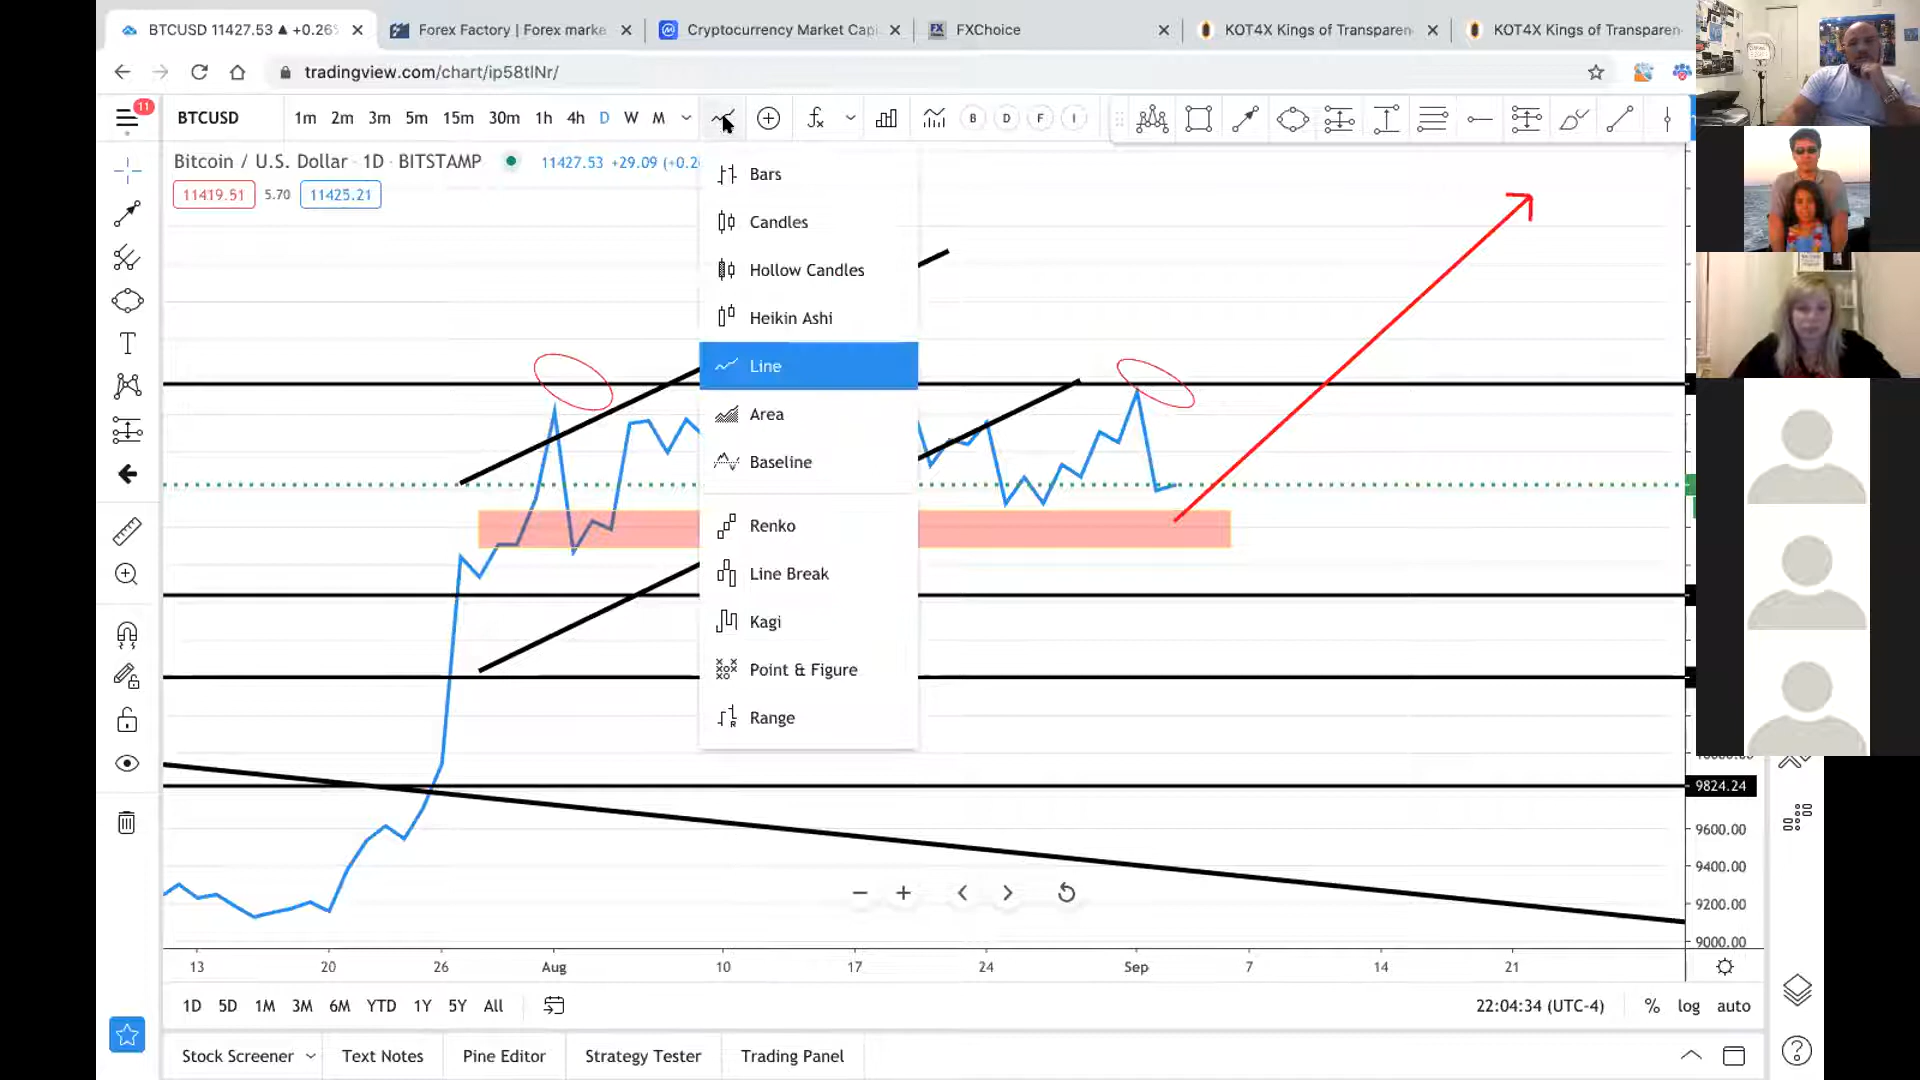 BTCUSD 11427.53 ▲ +0.26%
Forex Factory | Forex marke
Cryptocurrency Market Cap
FXChoice
KOT4X Kings of Transparen
KOT4X Kings of Transparen
tradingview.com/chart/ip58tlNr/
11
BTCUSD
1m 2m 3m 5m 15m 30m 1h 4h D W M
B D F I
Bitcoin / U.S. Dollar · 1D · BITSTAMP
11427.53 +29.09 (+0.2
11419.51 5.70 11425.21
Bars
Candles
Hollow Candles
Heikin Ashi
Line
Area
Baseline
Renko
Line Break
Kagi
Point & Figure
Range
9824.24
9600.00
9400.00
9200.00
9000.00
13 20 26 Aug 10 17 24 Sep 7 14 21
1D 5D 1M 3M 6M YTD 1Y 5Y All
22:04:34 (UTC-4) % log auto
Stock Screener Text Notes Pine Editor Strategy Tester Trading Panel